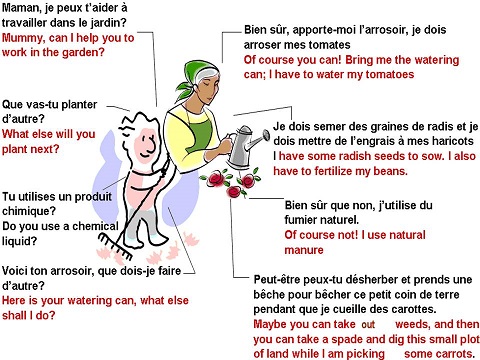 Maman, je peux t'aider à
travailler dans le jardin?
Mummy, can I help you to
work in the garden?
Bien sûr, apporte-moi l'arrosoir, je dois
arroser mes tomates
Of course you can! Bring me the watering
can; I have to water my tomatoes
Que vas-tu planter
d'autre?
What else will you
plant next?
Je dois semer des graines de radis et je
dois mettre de l'engrais à mes haricots
I have some radish seeds to sow. I also
have to fertilize my beans.
Tu utilises un produit
chimique?
Do you use a chemical
liquid?
Bien sûr que non, j'utilise du
fumier naturel.
Of course not! I use natural
manure
Voici ton arrosoir, que dois-je faire
d'autre?
Here is your watering can, what else
shall I do?
Peut-être peux-tu désherber et prends une
bêche pour bêcher ce petit coin de terre
pendant que je cueille des carottes.
Maybe you can take out weeds, and then
you can take a spade and dig this small plot
of land while I am picking some carrots.